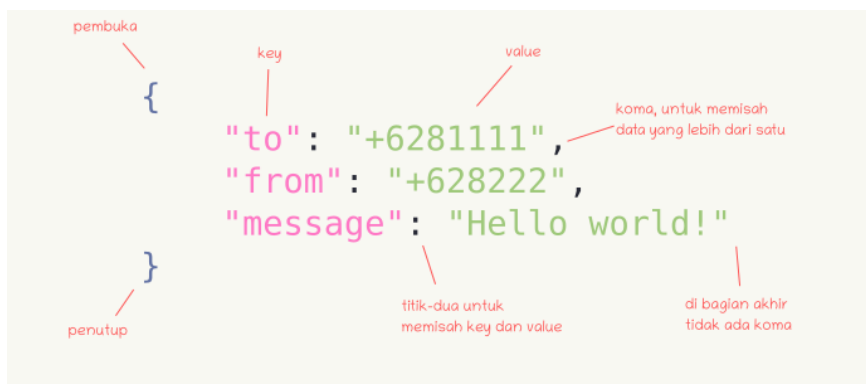 pembuka
key
value
{
koma, untuk memisah
data yang lebih dari satu
"to": "+6281111",
"from": "+628222",
"message": "Hello world!"
}
titik-dua untuk
memisah key dan value
di bagian akhir
tidak ada koma
penutup